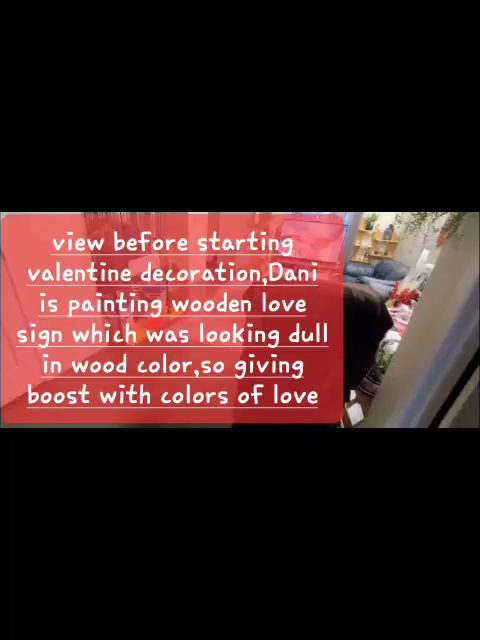 view before starting
valentine decoration,Dani
is painting wooden love
sign which was looking dull
in wood color,so giving
boost with colors of love